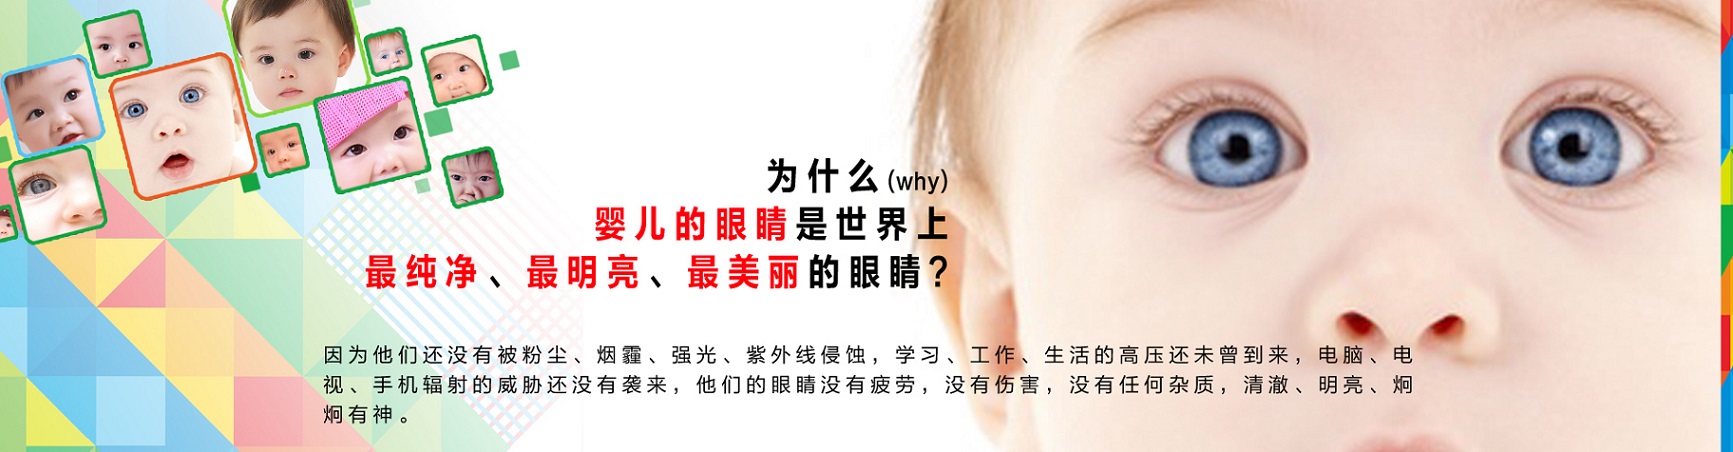 为什么(why)
婴儿的眼睛是世界上
最纯净、最明亮、最美丽的眼睛?
因为他们还没有被粉尘、烟霾、强光、紫外线侵蚀，学习、工作、生活的高压还未曾到来，电脑、电
视、手机辐射的威胁还没有袭来，他们的眼睛没有疲劳，没有伤害，没有任何杂质，清澈、明亮、炯
炯有神。